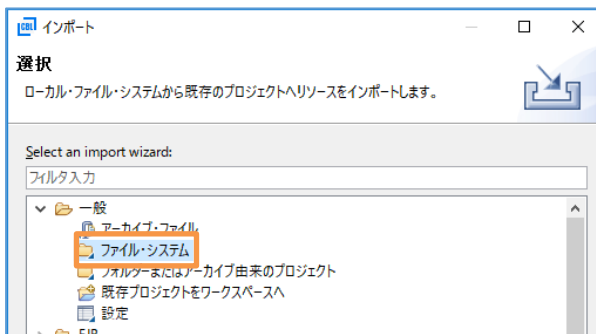 CBL インポート
選択
ローカル・ファイル・システムから既存のプロジェクトへリソースをインポートします。
Select an import wizard:
フィルタ入力
一般
アーカイブ・ファイル
ファイル・システム
フォルダーまたはアーカイブ由来のプロジェクト
既存プロジェクトをワークスペースへ
設定
EJB